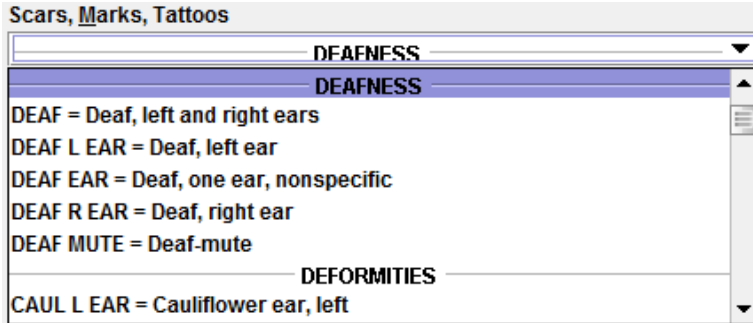 Scars, Marks, Tattoos
DEAFNESS
DEAFNESS
DEAF = Deaf, left and right ears
DEAF L EAR = Deaf, left ear
DEAF EAR = Deaf, one ear, nonspecific
DEAF R EAR = Deaf, right ear
DEAF MUTE = Deaf-mute
DEFORMITIES
CAUL L EAR = Cauliflower ear, left